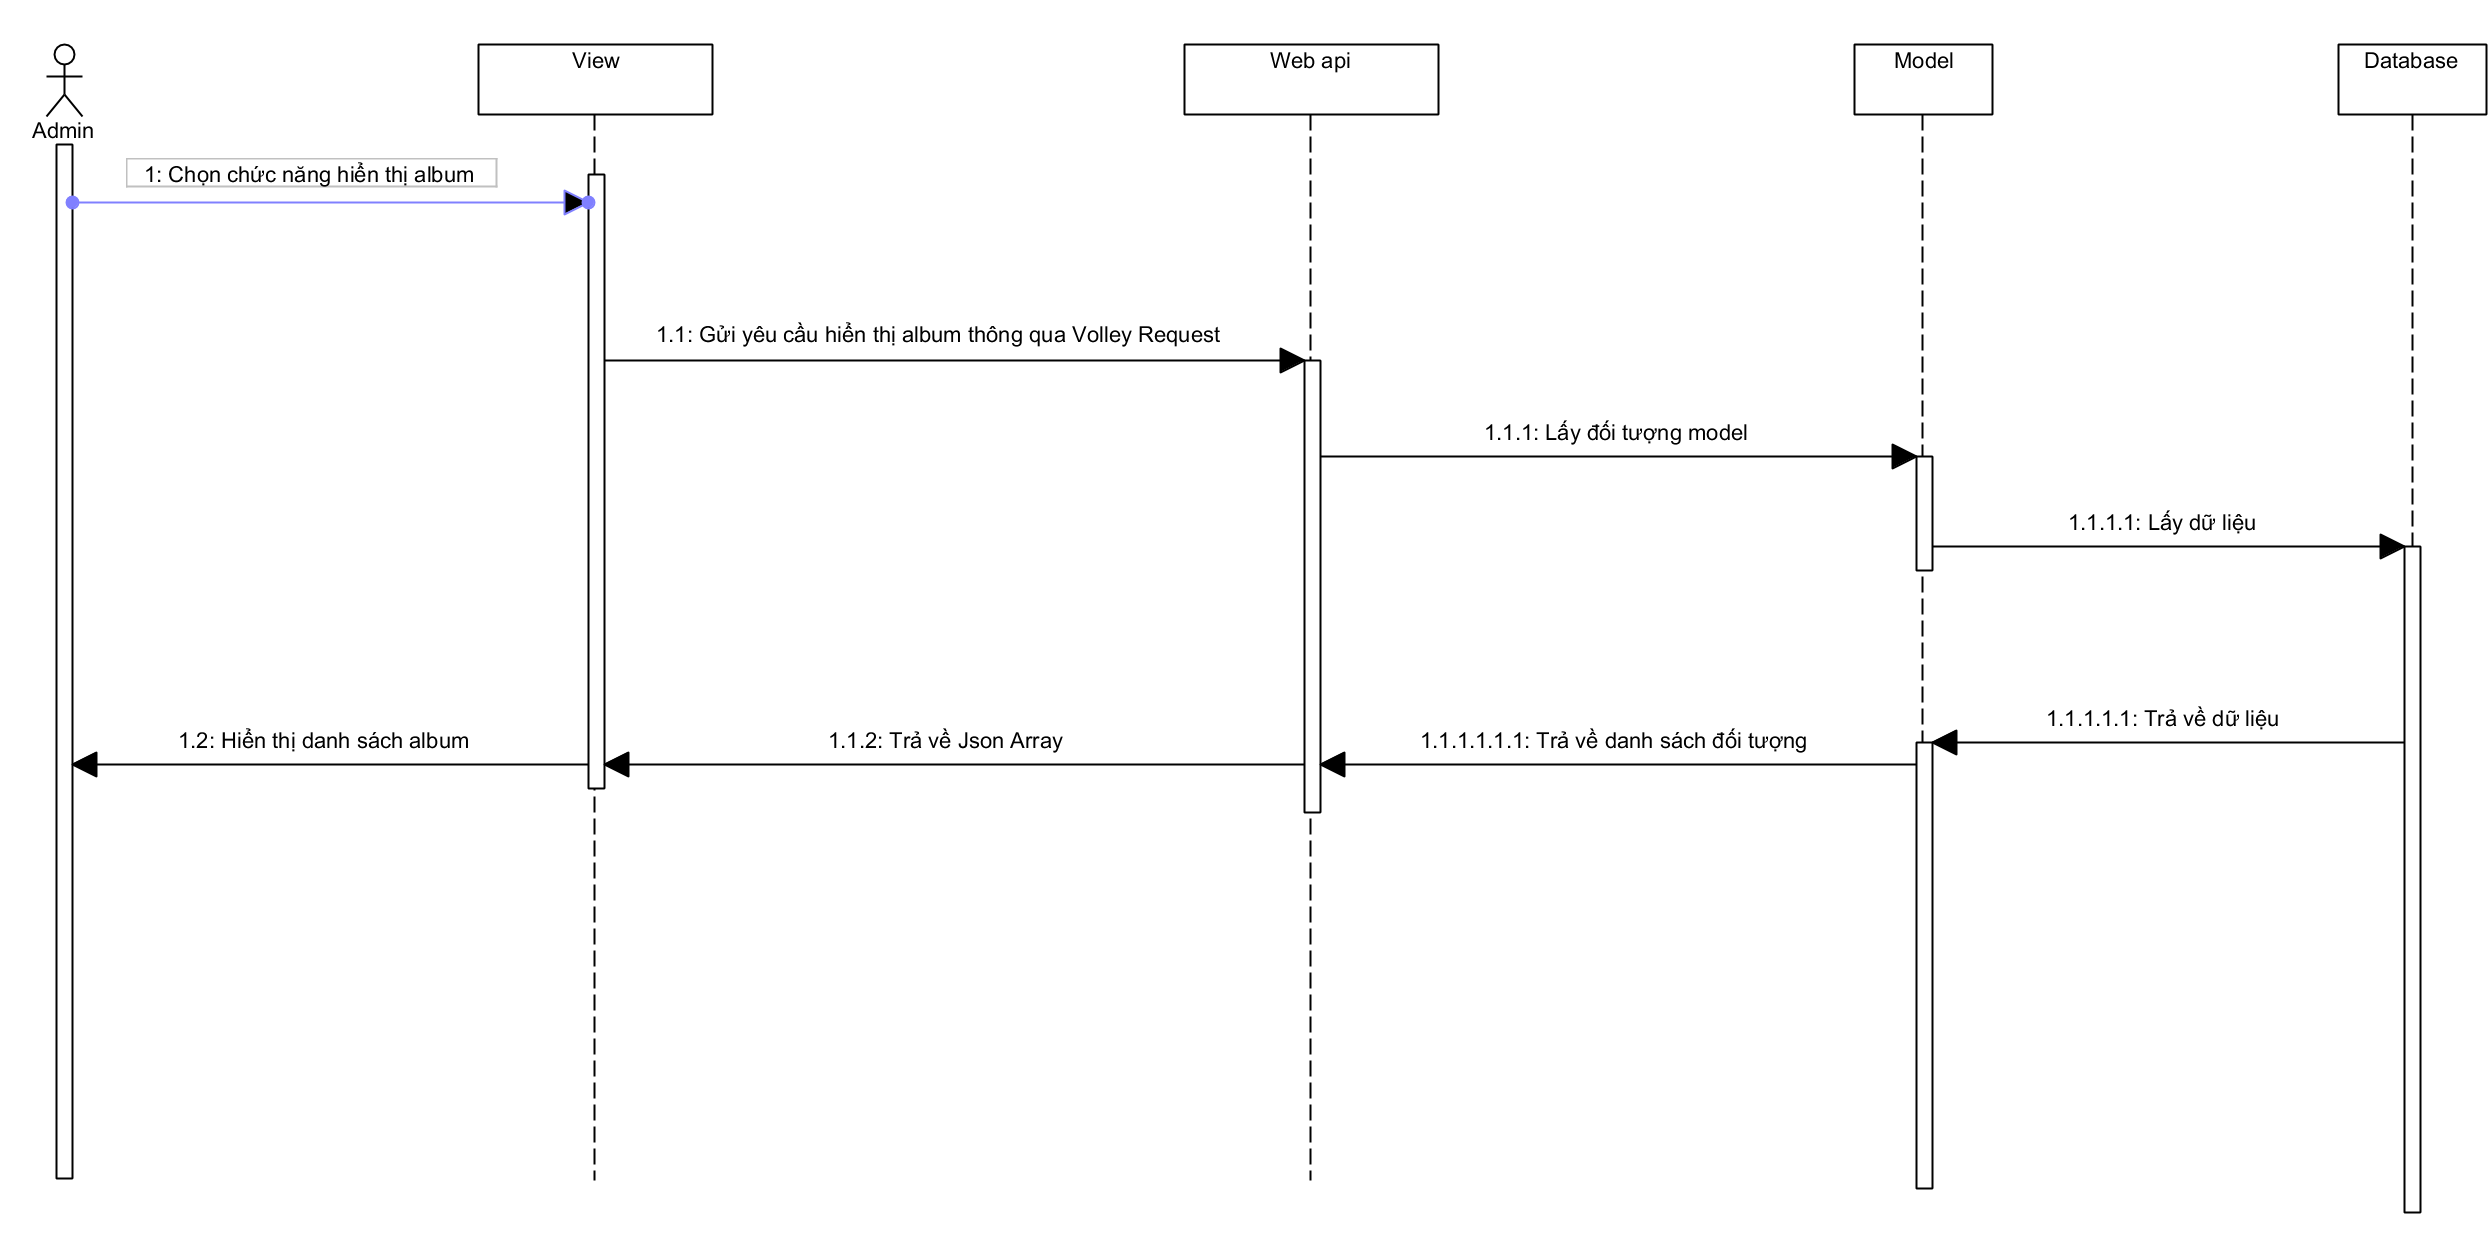 View
Web api
Model
Database
Admin
1: Chọn chức năng hiển thị album
1.1: Gửi yêu cầu hiển thị album thông qua Volley Request
1.1.1: Lấy đối tượng model
1.1.1.1: Lấy dữ liệu
1.1.1.1.1: Trả về dữ liệu
1.2: Hiển thị danh sách album
1.1.2: Trả về Json Array
1.1.1.1.1.1: Trả về danh sách đối tượng